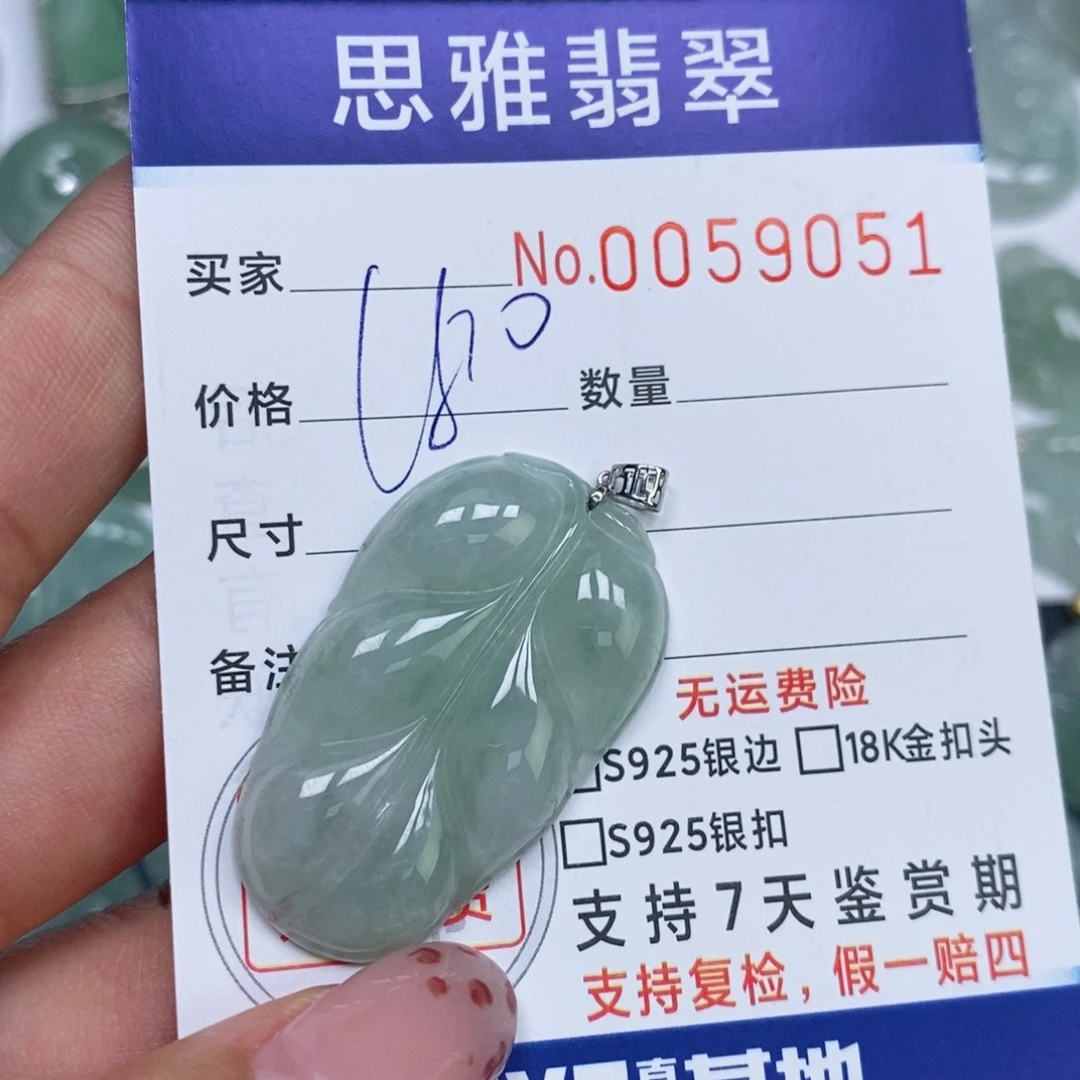 思雅翡翠
买家 No.0059051
价格 数量
尺寸
备注
无运费险
S925银边 18K金扣头
S925银扣
支持7天鉴赏期
支持复检，假一赔四
基地